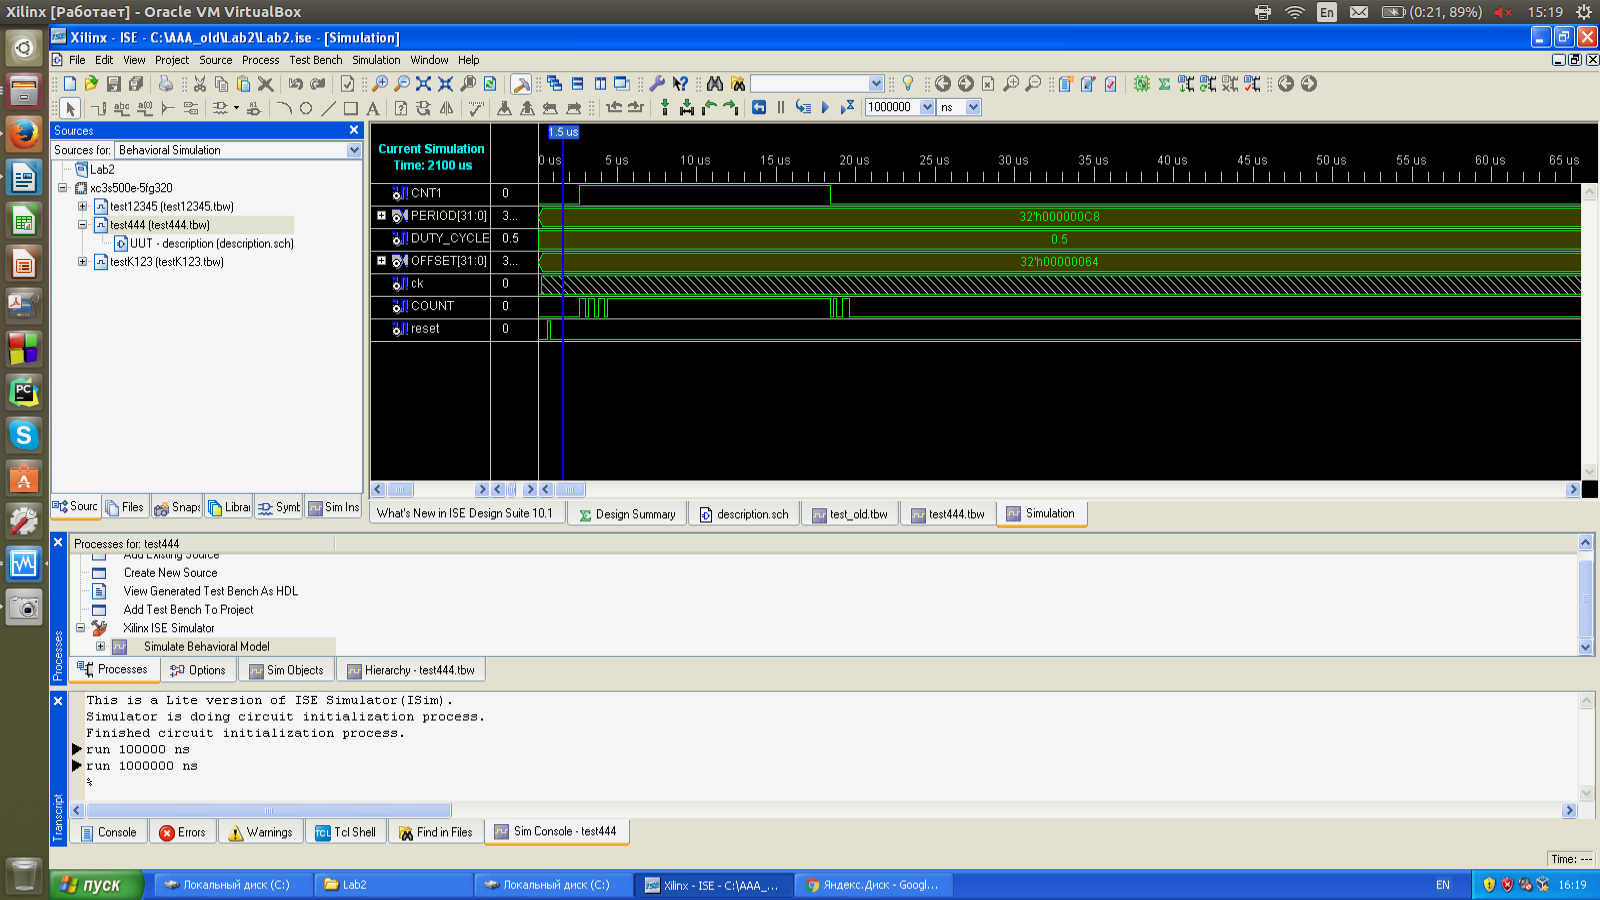 Xilinx [Работает] - Oracle VM VirtualBox
En
(0:21, 89%)
15:19
Xilinx - ISE - C:\AAA_old\Lab2\Lab2.ise - [Simulation]
File Edit View Project Source Process Test Bench Simulation Window Help
1000000 ns
Sources
Sources for: Behavioral Simulation
Lab2
xc3s500e-5fg320
test12345 (test12345.tbw)
test444 (test444.tbw)
UUT - description (description.sch)
testK123 (testK123.tbw)
Sourc Files Snaps Librai Symt Sim Ins
Current Simulation
Time: 2100 us
1.5 us
0 us 5 us 10 us 15 us 20 us 25 us 30 us 35 us 40 us 45 us 50 us 55 us 60 us 65 us
CNT1 0
PERIOD[31:0] 3... 32'h000000C8
DUTY_CYCLE 0.5 0.5
OFFSET[31:0] 3... 32'h00000064
ck 0
COUNT 0
reset 0
What's New in ISE Design Suite 10.1 Design Summary description.sch test_old.tbw test444.tbw Simulation
Processes
Processes for: test444
Add Existing Source
Create New Source
View Generated Test Bench As HDL
Add Test Bench To Project
Xilinx ISE Simulator
Simulate Behavioral Model
Processes Options Sim Objects Hierarchy - test444.tbw
Transcript
This is a Lite version of ISE Simulator(ISim).
Simulator is doing circuit initialization process.
Finished circuit initialization process.
run 100000 ns
run 1000000 ns
%
Console Errors Warnings Tcl Shell Find in Files Sim Console - test444
Time: ---
пуск Локальный диск (C:) Lab2 Локальный диск (C:) Xilinx - ISE - C:\AAA_... Яндекс.Диск - Googl... EN 16:19